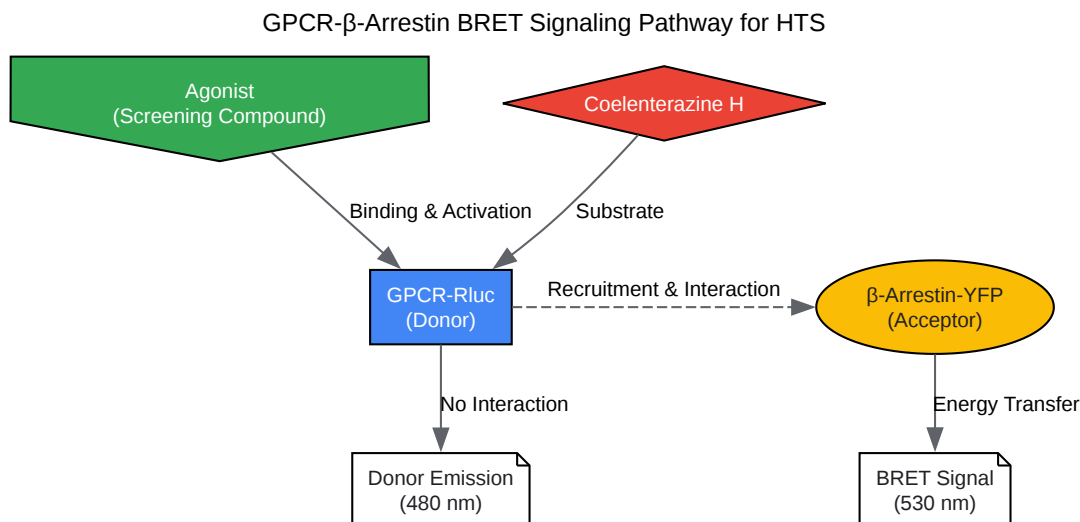 GPCR-β-Arrestin BRET Signaling Pathway for HTS
Agonist
(Screening Compound)
Coelenterazine H
Binding & Activation
Substrate
GPCR-Rluc
(Donor)
Recruitment & Interaction
β-Arrestin-YFP
(Acceptor)
No Interaction
Energy Transfer
Donor Emission
(480 nm)
BRET Signal
(530 nm)